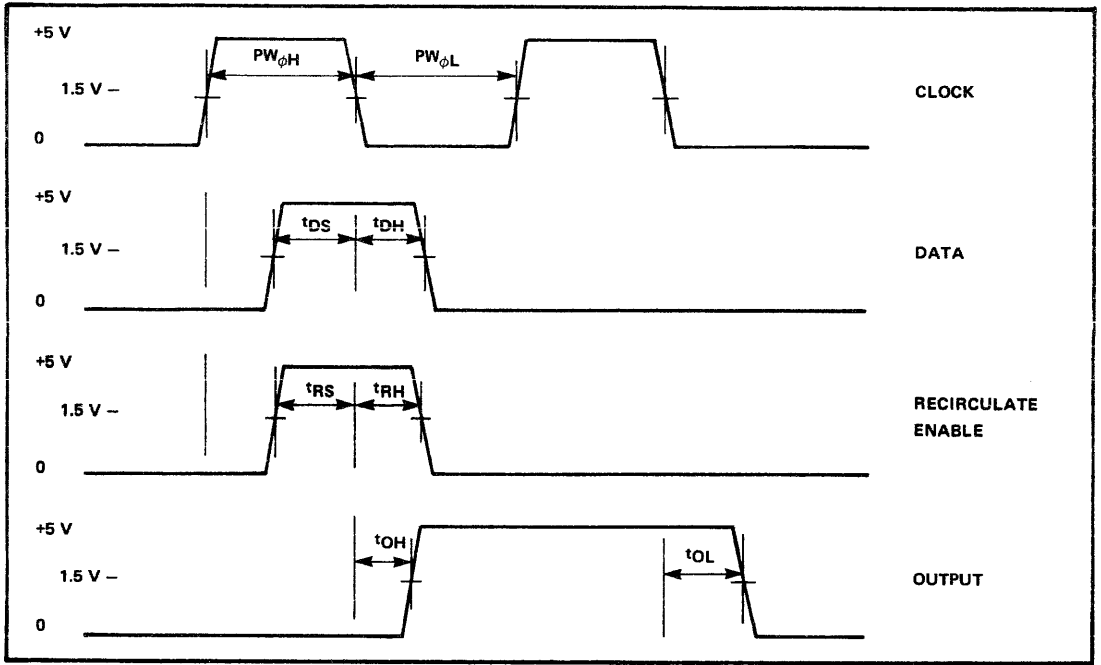 +5 V
1.5 V –
0
PWφH
PWφL
CLOCK
+5 V
1.5 V –
0
tDS
tDH
DATA
+5 V
1.5 V –
0
tRS
tRH
RECIRCULATE
ENABLE
+5 V
1.5 V –
0
tOH
tOL
OUTPUT